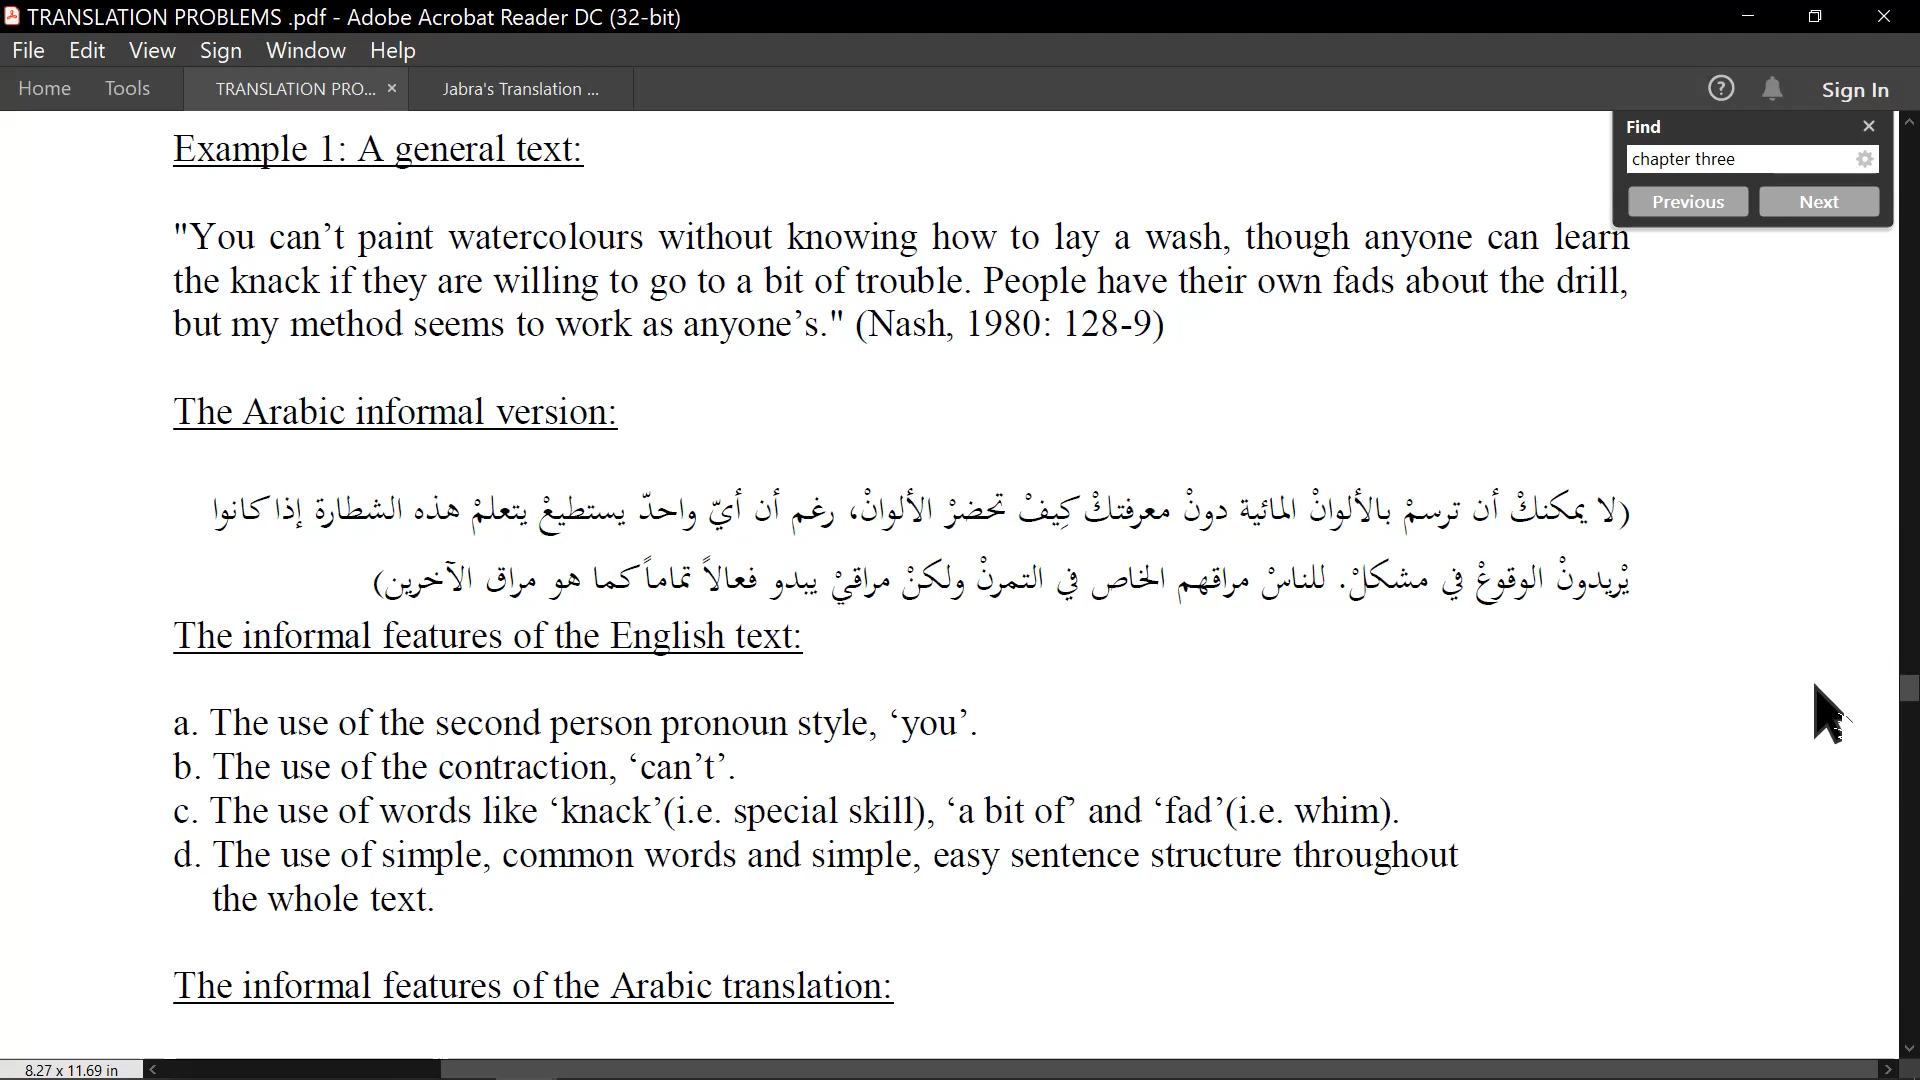 TRANSLATION PROBLEMS .pdf - Adobe Acrobat Reader DC (32-bit)
File Edit View Sign Window Help
Home Tools TRANSLATION PRO... × Jabra's Translation ... Sign In
Find
chapter three
Previous Next
Example 1: A general text:
"You can’t paint watercolours without knowing how to lay a wash, though anyone can learn
the knack if they are willing to go to a bit of trouble. People have their own fads about the drill,
but my method seems to work as anyone’s." (Nash, 1980: 128-9)
The Arabic informal version:
(لا يمكنكْ أن ترسمْ بالألوانْ المائية دونْ معرفتكْ كِيفْ تحضرْ الألوانْ، رغم أن أيّ واحدّ يستطيعْ يتعلمْ هذه الشطارة إذا كانوا
يْريدونْ الوقوعْ في مشكلْ. للناسْ مراقهم الخاص في التمرنْ ولكنْ مراقيْ يبدو فعالاً تماماً كما هو مراق الآخرين)
The informal features of the English text:
a. The use of the second person pronoun style, ‘you’.
b. The use of the contraction, ‘can’t’.
c. The use of words like ‘knack’(i.e. special skill), ‘a bit of’ and ‘fad’(i.e. whim).
d. The use of simple, common words and simple, easy sentence structure throughout
the whole text.
The informal features of the Arabic translation:
8.27 x 11.69 in